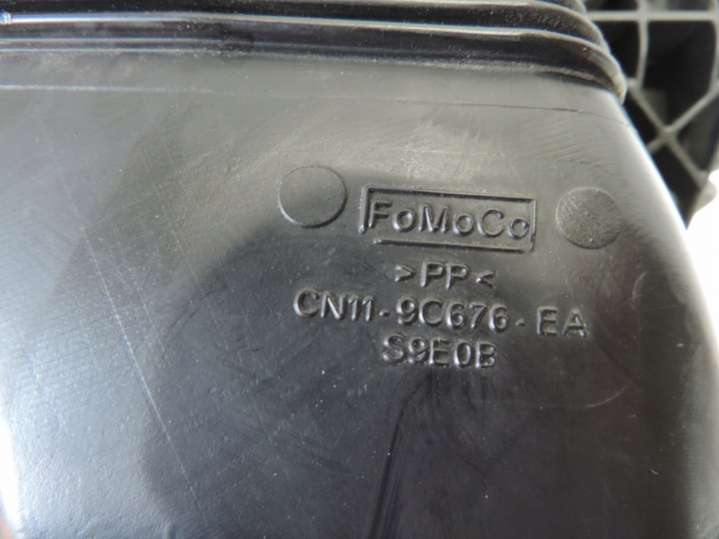 FoMoCo
>PP<
CN11-9C676-EA
S9E0B